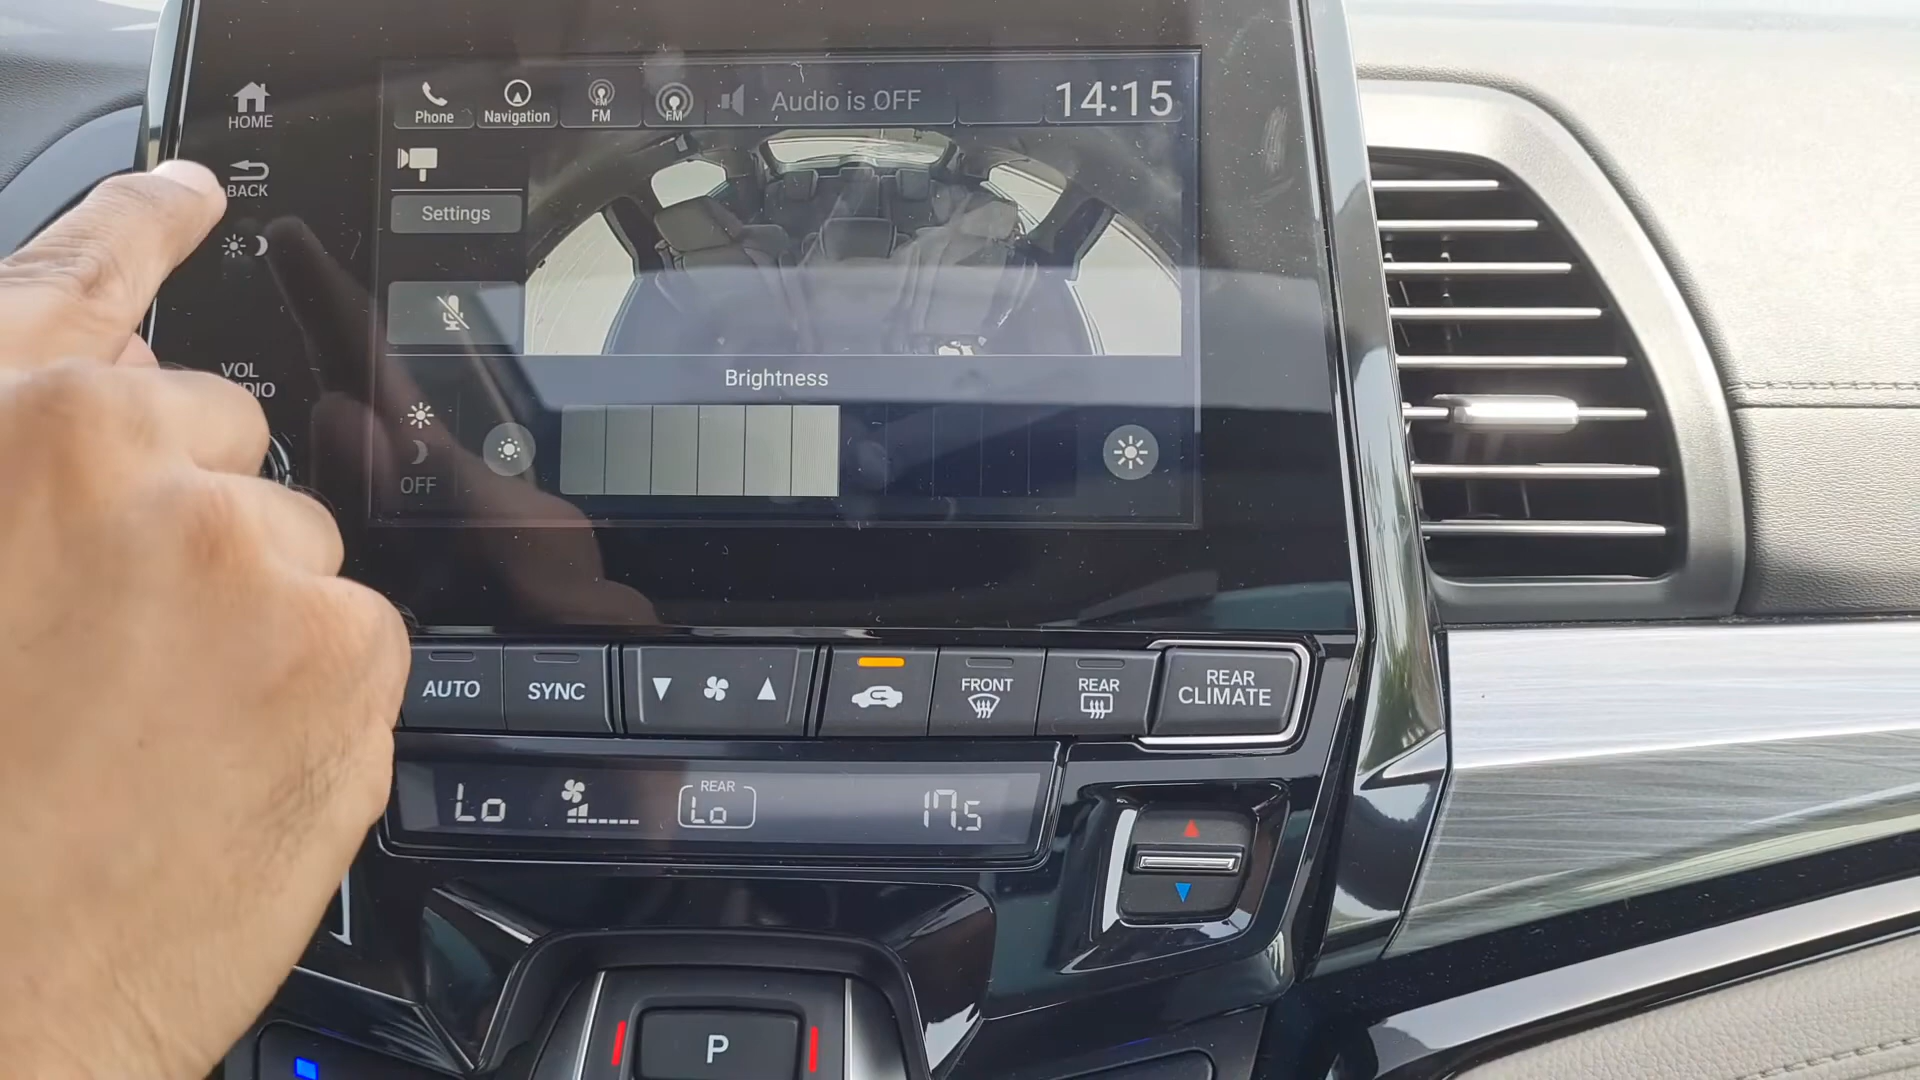 HOME
BACK
VOL
Phone
Navigation
FM
FM
Audio is OFF
14:15
Settings
Brightness
OFF
AUTO
SYNC
FRONT
REAR
REAR
CLIMATE
Lo
REAR
Lo
17.5
P